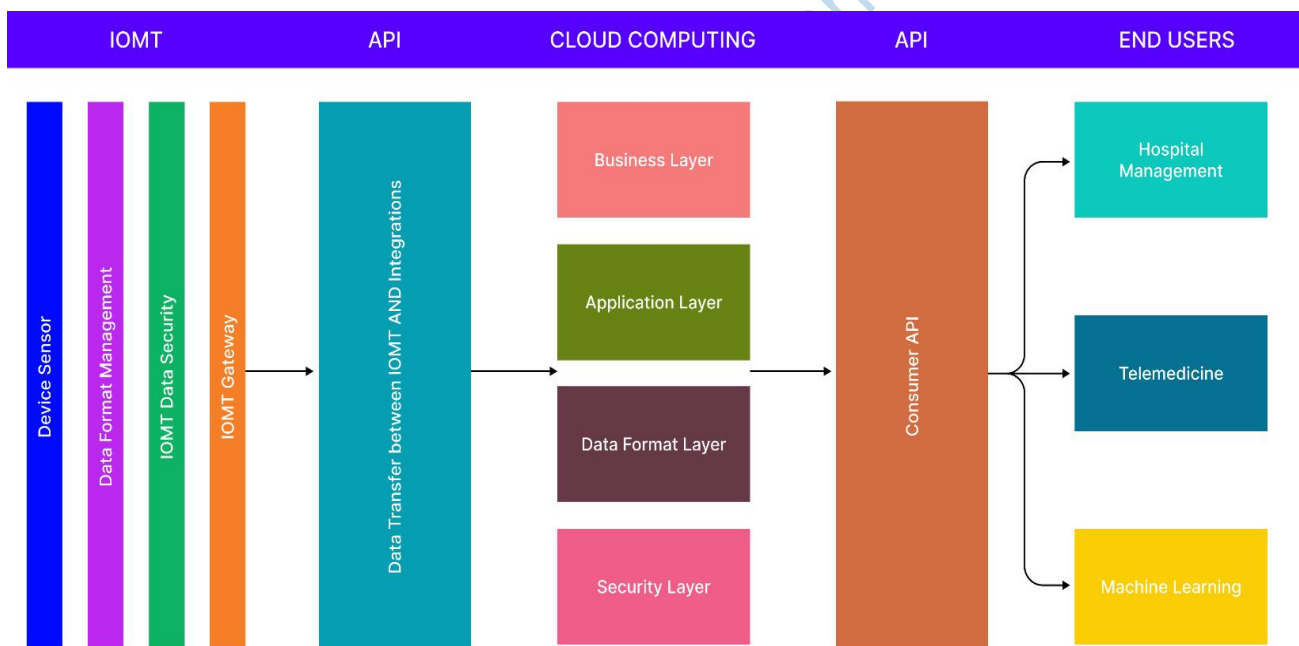 IOMT
API
CLOUD COMPUTING
API
END USERS
Device Sensor
Data Format Management
IOMT Data Security
IOMT Gateway
Data Transfer between IOMT AND Integrations
Business Layer
Application Layer
Data Format Layer
Security Layer
Consumer API
Hospital
Management
Telemedicine
Machine Learning